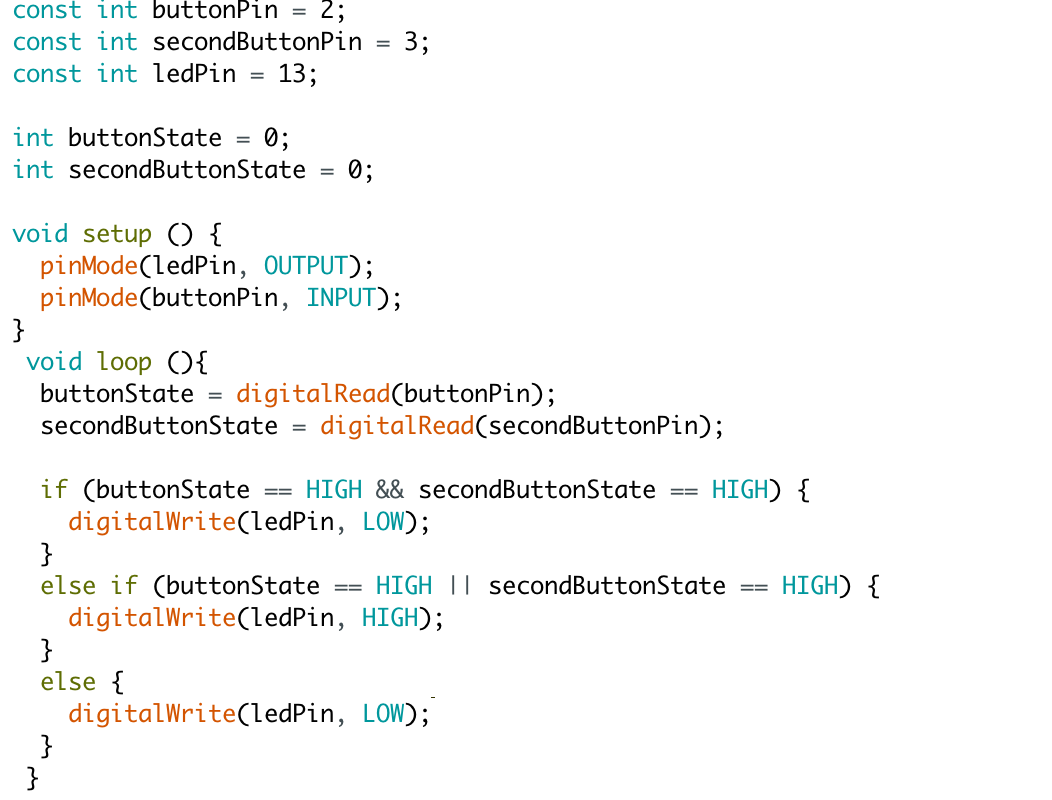 const int buttonPin = 2;
const int secondButtonPin = 3;
const int ledPin = 13;

int buttonState = 0;
int secondButtonState = 0;

void setup () {
  pinMode(ledPin, OUTPUT);
  pinMode(buttonPin, INPUT);
}
 void loop (){
  buttonState = digitalRead(buttonPin);
  secondButtonState = digitalRead(secondButtonPin);

  if (buttonState == HIGH && secondButtonState == HIGH) {
    digitalWrite(ledPin, LOW);
  }
  else if (buttonState == HIGH || secondButtonState == HIGH) {
    digitalWrite(ledPin, HIGH);
  }
  else {
    digitalWrite(ledPin, LOW);
  }
 }